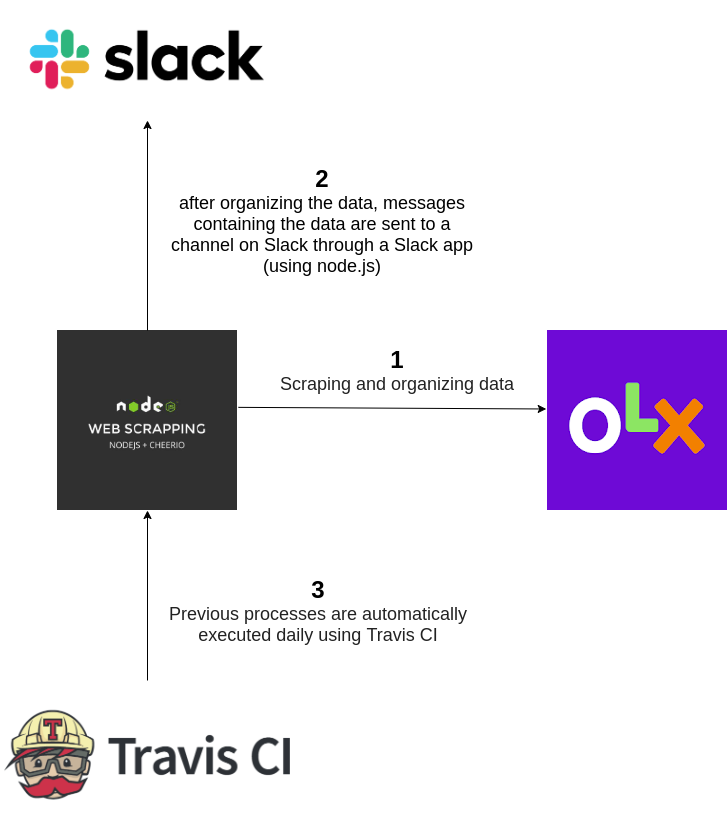 slack
2
after organizing the data, messages
containing the data are sent to a
channel on Slack through a Slack app
(using node.js)
1
Scraping and organizing data
node JS
WEB SCRAPPING
NODEJS + CHEERIO
OLX
3
Previous processes are automatically
executed daily using Travis CI
T
Travis CI